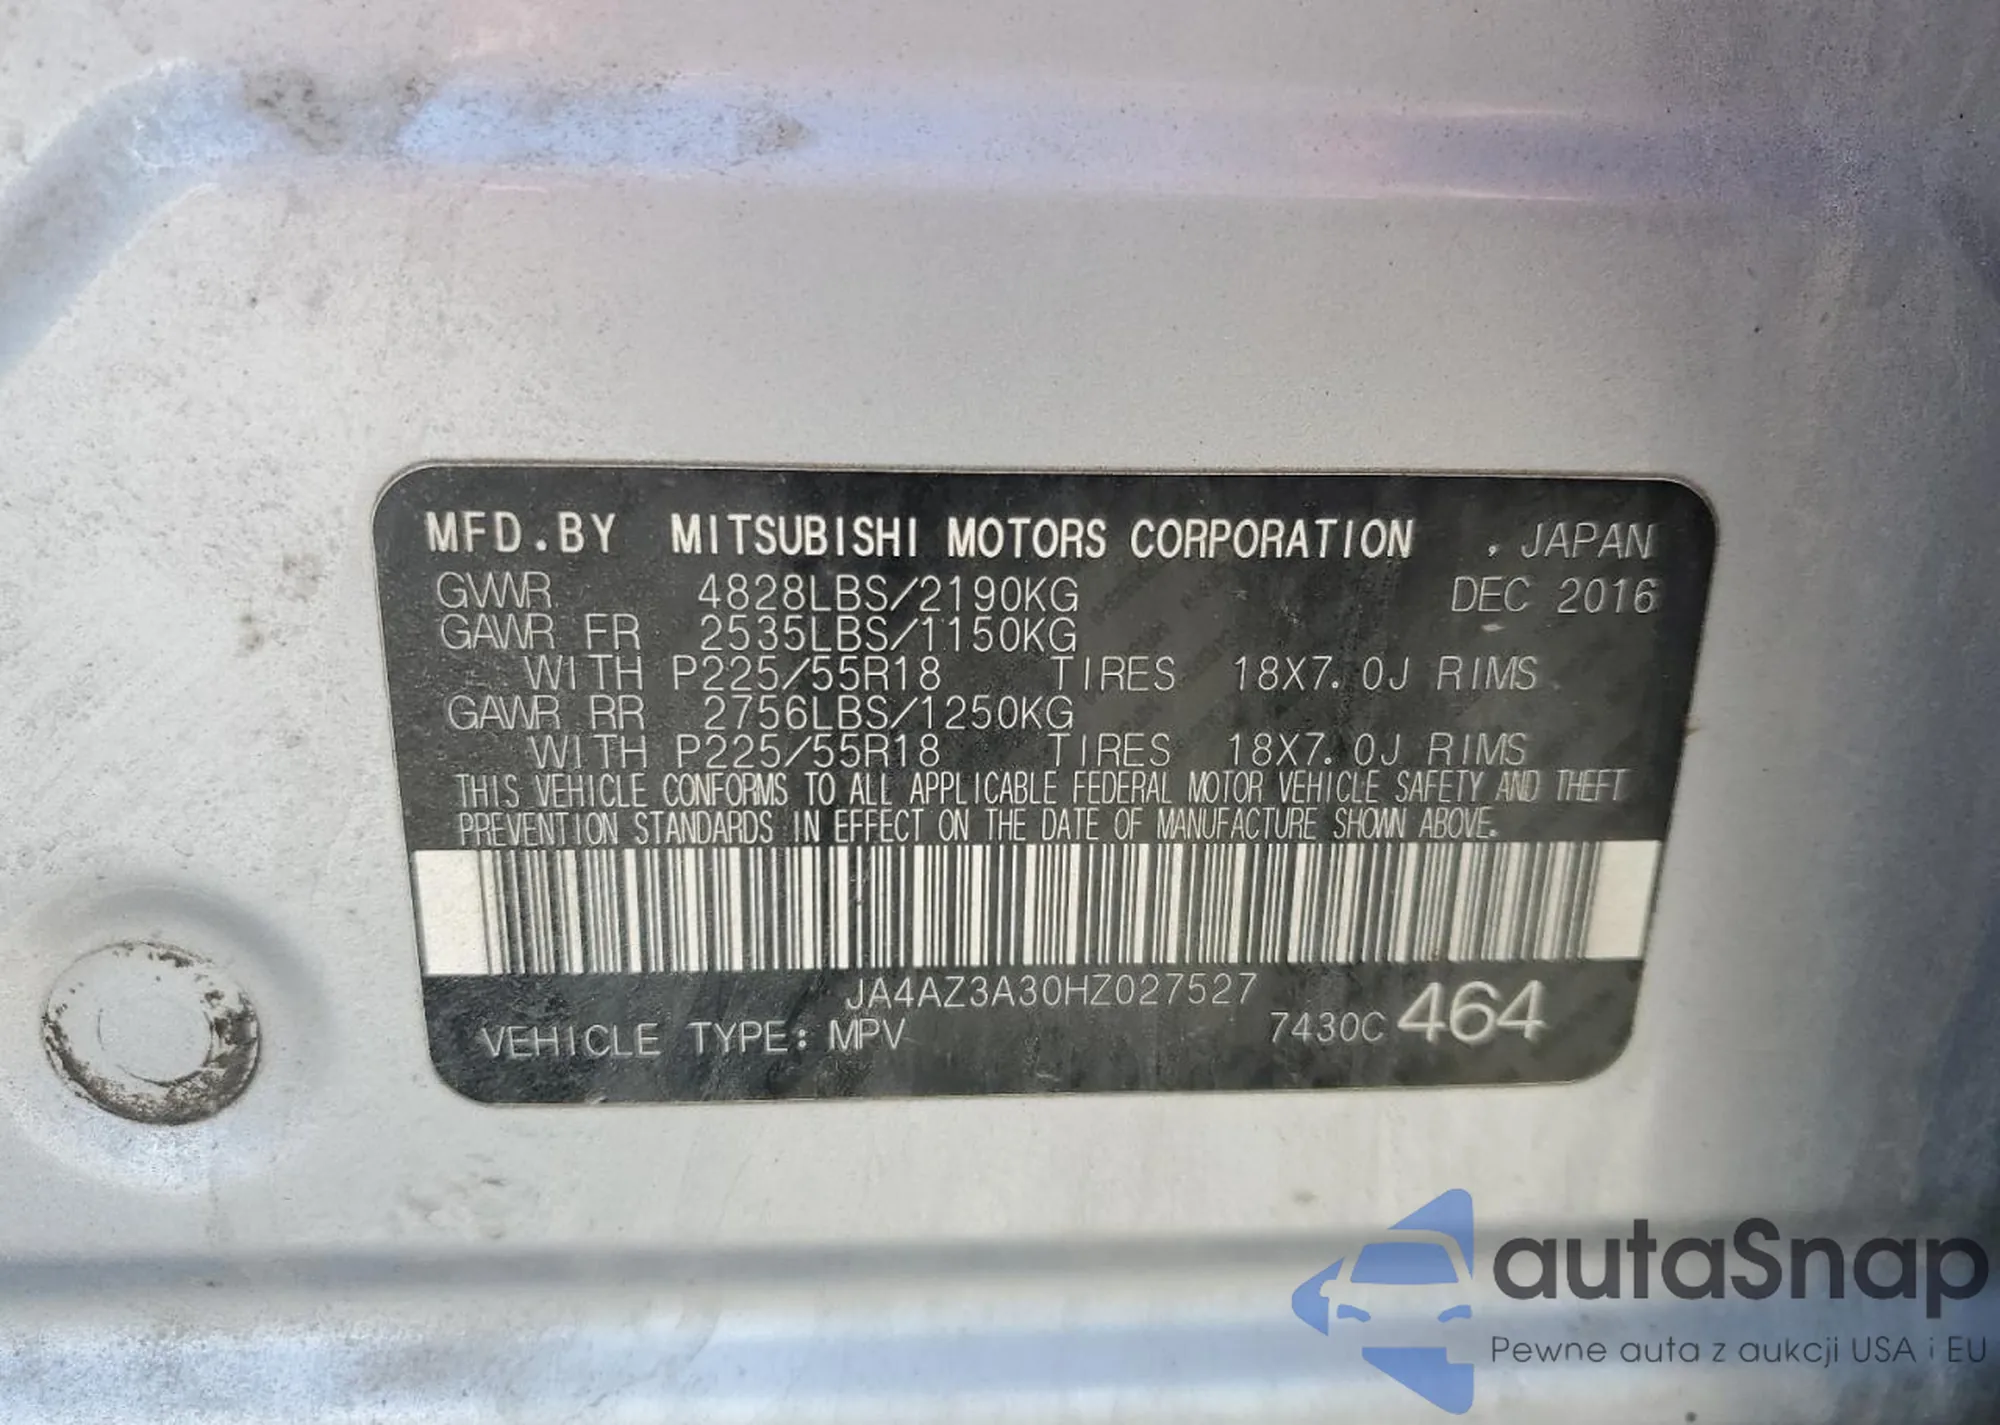 MFD.BY MITSUBISHI MOTORS CORPORATION , JAPAN
GVWR 4828LBS/2190KG DEC 2016
GAWR FR 2535LBS/1150KG
WITH P225/55R18 TIRES 18X7.0J RIMS
GAWR RR 2756LBS/1250KG
WITH P225/55R18 TIRES 18X7.0J RIMS
THIS VEHICLE CONFORMS TO ALL APPLICABLE FEDERAL MOTOR VEHICLE SAFETY AND THEFT
PREVENTION STANDARDS IN EFFECT ON THE DATE OF MANUFACTURE SHOWN ABOVE.
JA4AZ3A30HZ027527
VEHICLE TYPE: MPV 7430C 464
autaSnap
Pewne auta z aukcji USA i EU